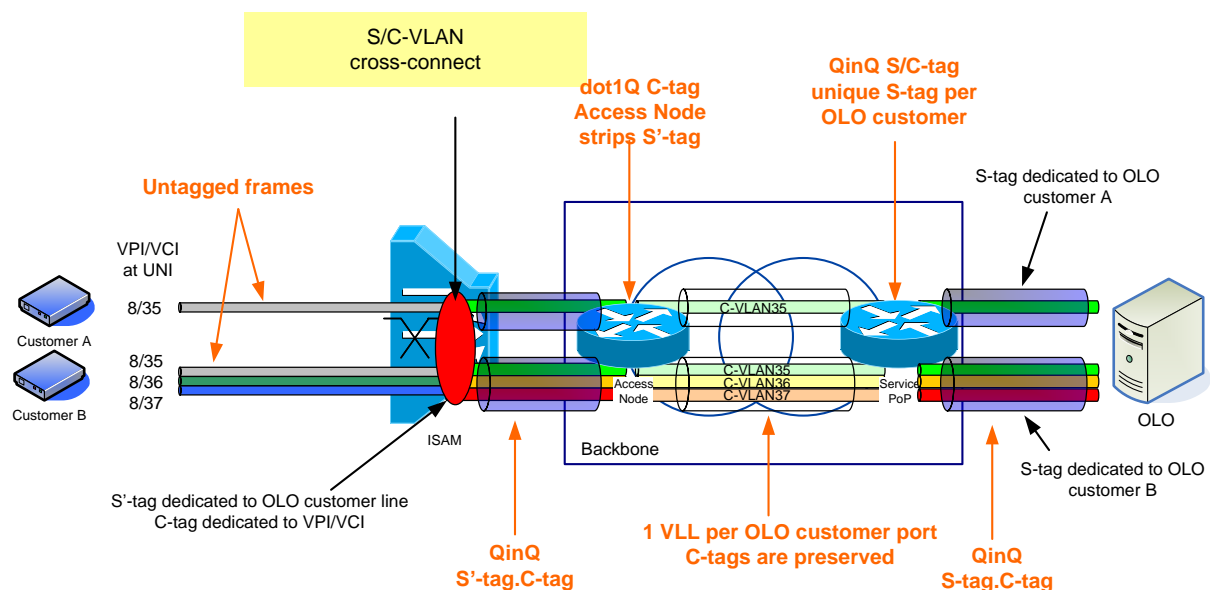 S/C-VLAN
cross-connect
dot1Q C-tag
Access Node
strips S’-tag
QinQ S/C-tag
unique S-tag per
OLO customer
Untagged frames
S-tag dedicated to OLO
customer A
VPI/VCI
at UNI
8/35
Customer A
C-VLAN35
8/35
8/36
8/37
Customer B
C-VLAN35
C-VLAN36
C-VLAN37
Access
Node
Service
PoP
ISAM
Backbone
OLO
S’-tag dedicated to OLO customer line
C-tag dedicated to VPI/VCI
S-tag dedicated to OLO
customer B
QinQ
S’-tag.C-tag
1 VLL per OLO customer port
C-tags are preserved
QinQ
S-tag.C-tag